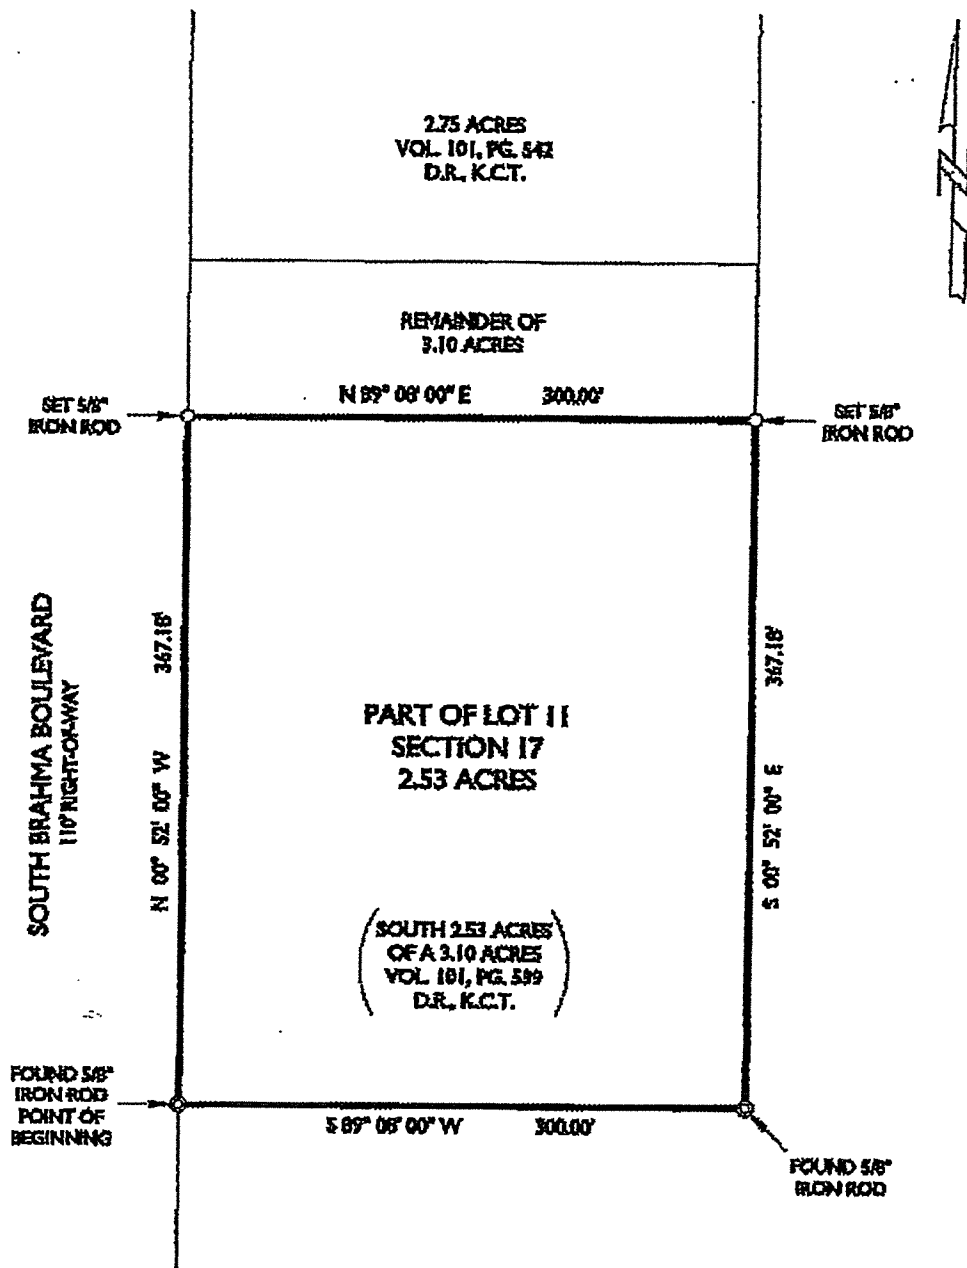 2.75 ACRES
VOL. 101, PG. 542
D.R., K.C.T.
REMAINDER OF
3.10 ACRES
N 89° 08' 00" E 300.00'
SET 5/8"
IRON ROD
SET 5/8"
IRON ROD
SOUTH BRAHMA BOULEVARD
110' RIGHT-OF-WAY
N 00° 52' 00" W 367.18'
S 00° 52' 00" E 367.18'
PART OF LOT 11
SECTION 17
2.53 ACRES
(SOUTH 2.53 ACRES
OF A 3.10 ACRES
VOL. 101, PG. 539
D.R., K.C.T.)
FOUND 5/8"
IRON ROD
POINT OF
BEGINNING
S 89° 08' 00" W 300.00'
FOUND 5/8"
IRON ROD
N